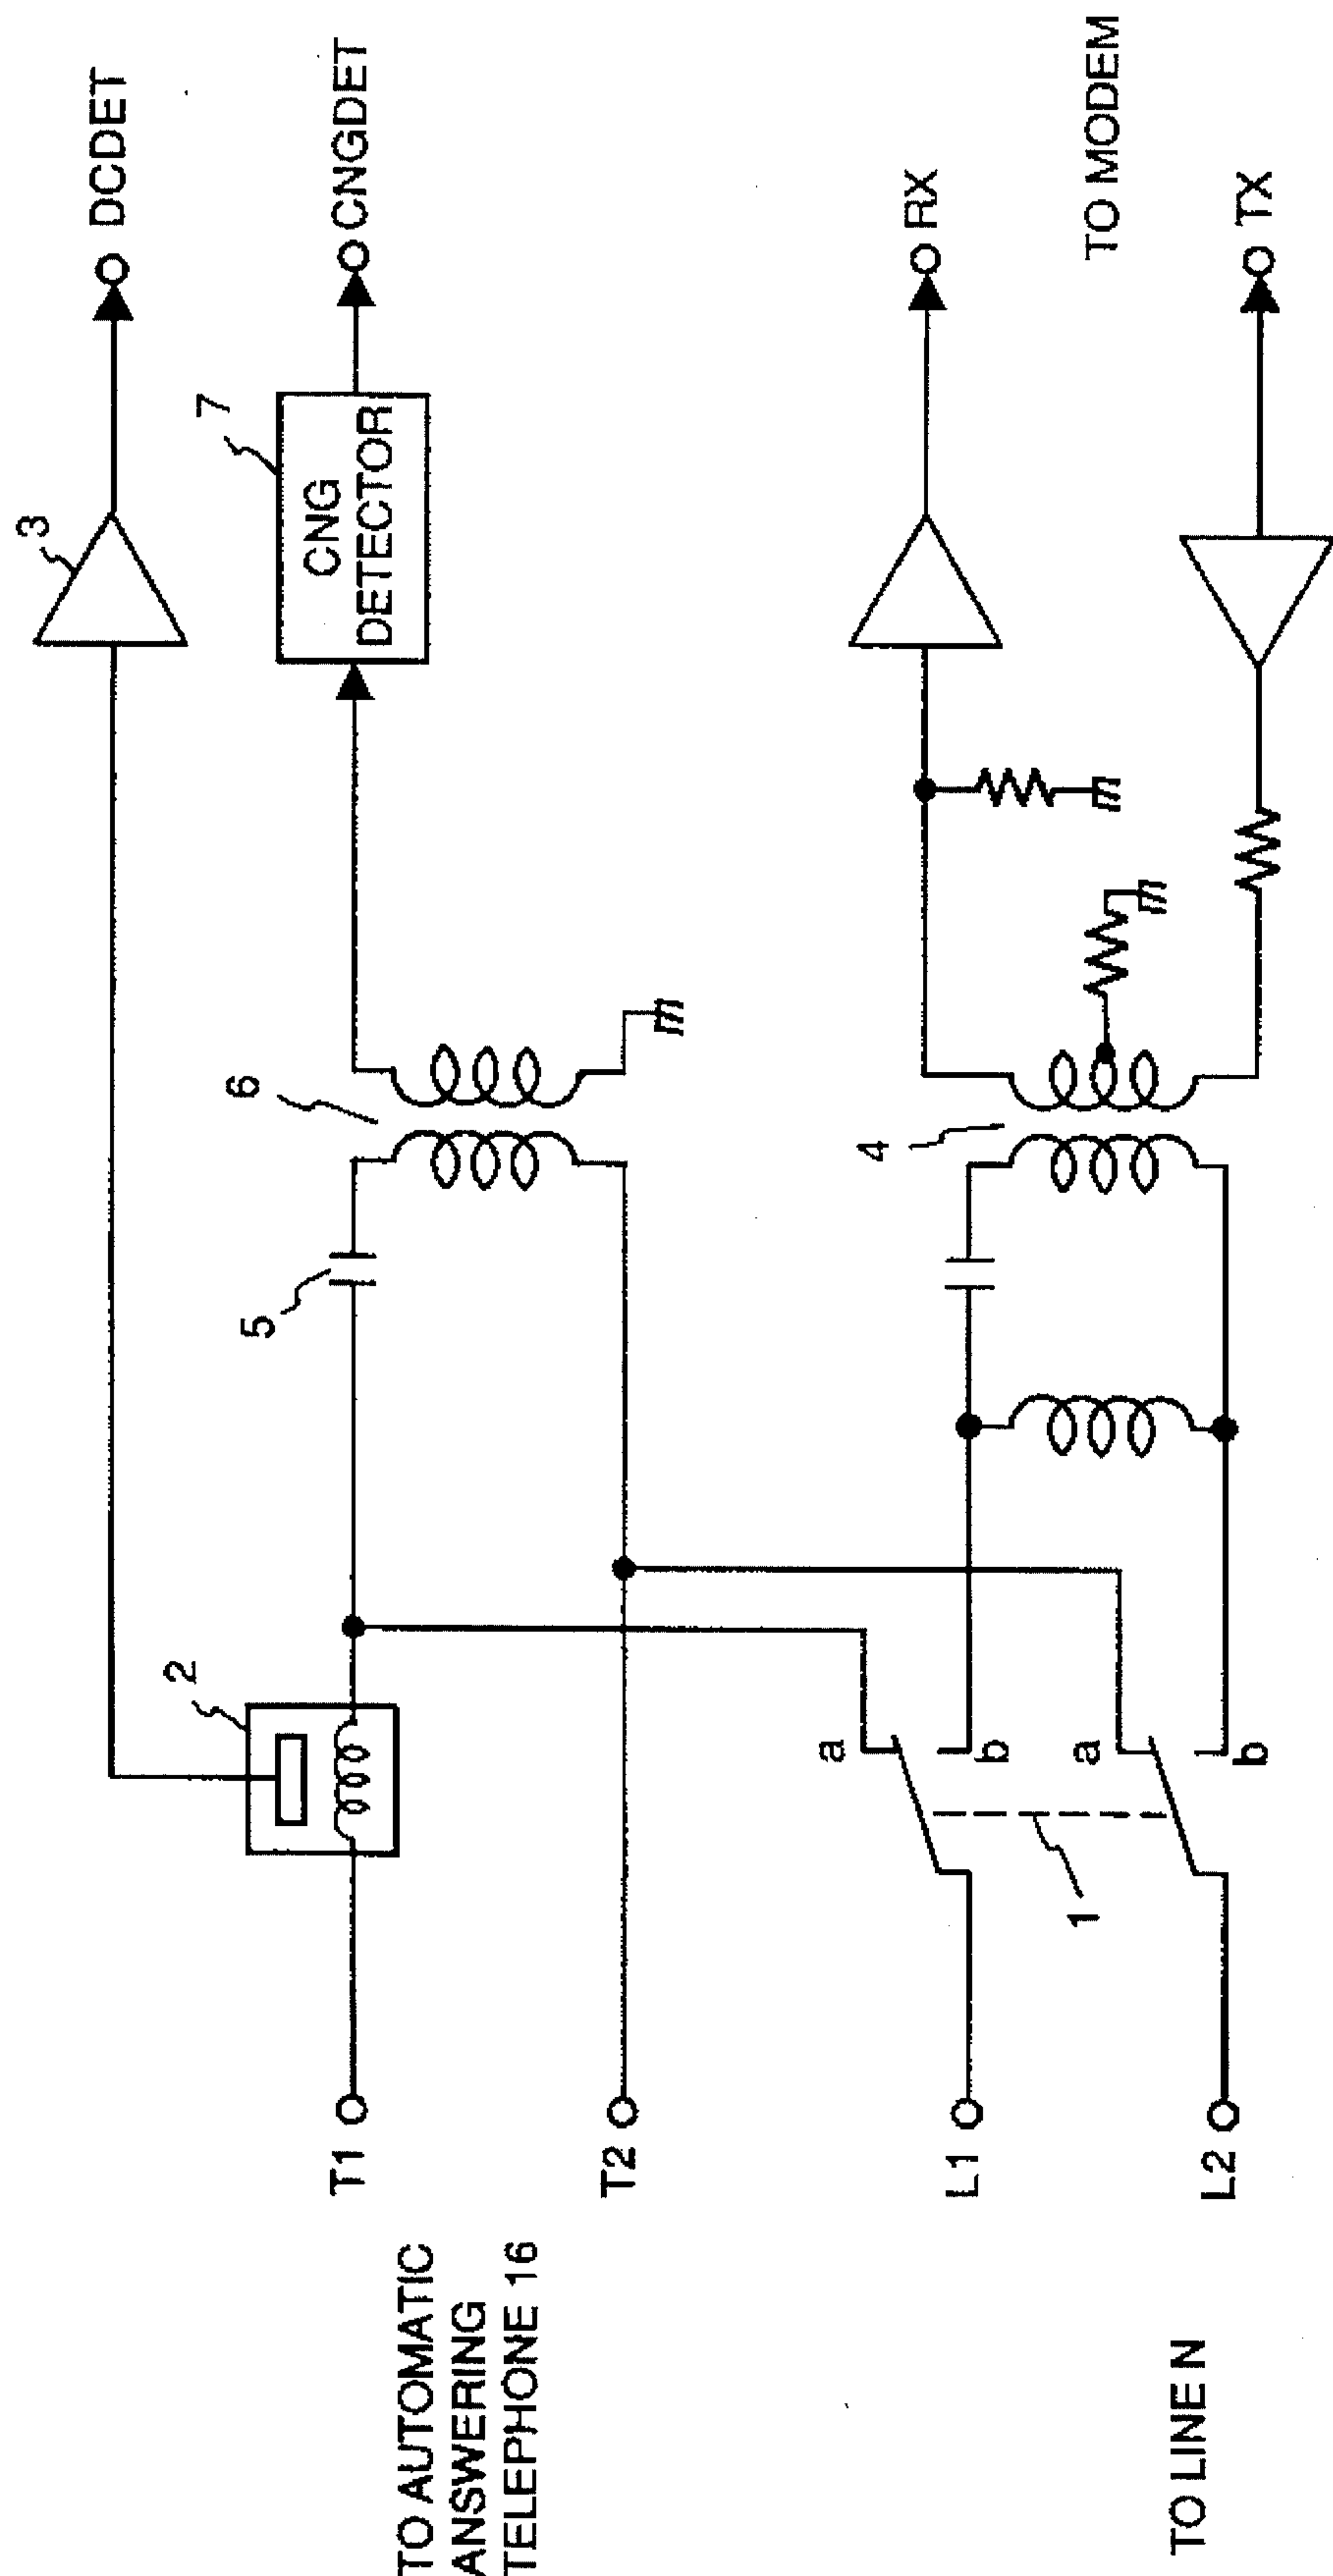 DCDET
3
CNGDET
7
CNG
DETECTOR
2
5
6
T1
TO AUTOMATIC
ANSWERING
TELEPHONE 16
T2
RX
TO MODEM
a
b
4
L1
1
a
b
TX
L2
TO LINE N